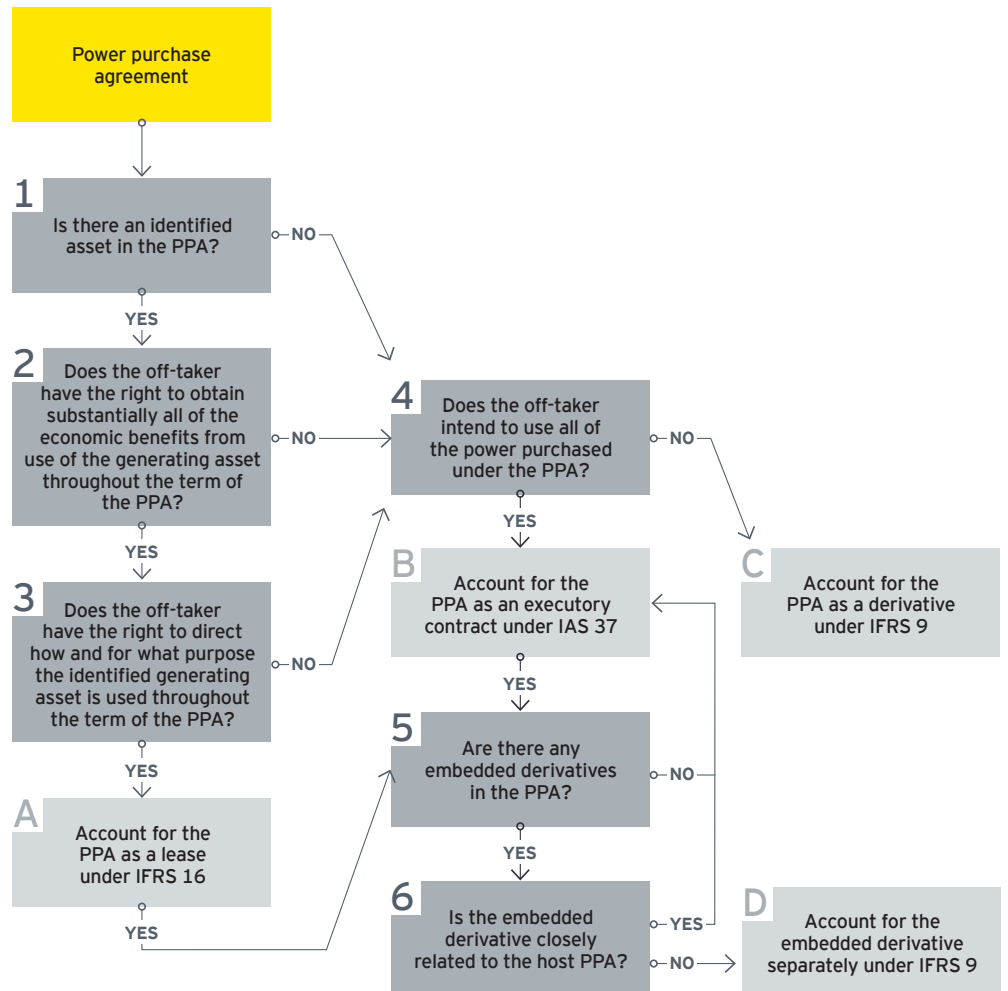 Power purchase
agreement
1
Is there an identified
asset in the PPA?
NO
YES
2
Does the off-taker
have the right to obtain
substantially all of the
economic benefits from
use of the generating asset
throughout the term of
the PPA?
NO
YES
3
Does the off-taker
have the right to direct
how and for what purpose
the identified generating
asset is used throughout
the term of the PPA?
NO
YES
A
Account for the
PPA as a lease
under IFRS 16
YES
4
Does the off-taker
intend to use all of
the power purchased
under the PPA?
NO
YES
B
Account for the
PPA as an executory
contract under IAS 37
YES
C
Account for the
PPA as a derivative
under IFRS 9
5
Are there any
embedded derivatives
in the PPA?
NO
YES
6
Is the embedded
derivative closely
related to the host PPA?
YES
NO
D
Account for the
embedded derivative
separately under IFRS 9